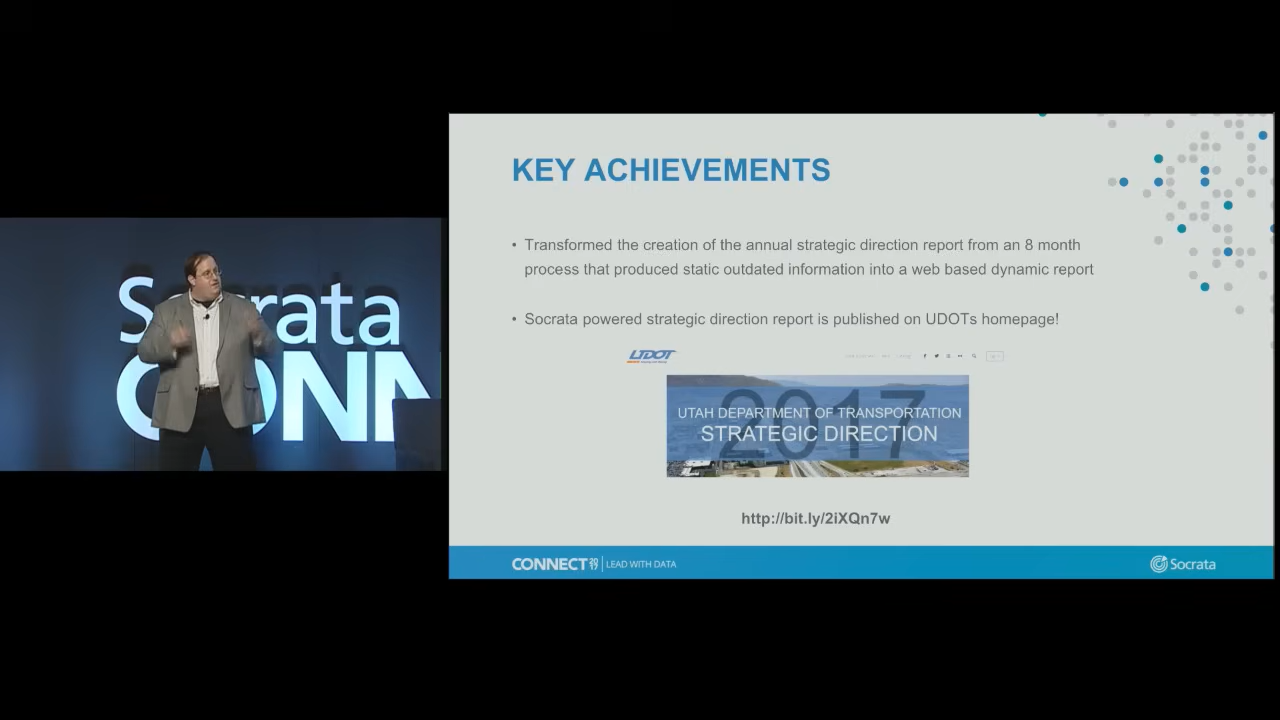 Socrata
CONN
KEY ACHIEVEMENTS
• Transformed the creation of the annual strategic direction report from an 8 month
process that produced static outdated information into a web based dynamic report
• Socrata powered strategic direction report is published on UDOTs homepage!
UDOT
2017
UTAH DEPARTMENT OF TRANSPORTATION
STRATEGIC DIRECTION
http://bit.ly/2iXQn7w
CONNECT 2017 | LEAD WITH DATA
Socrata